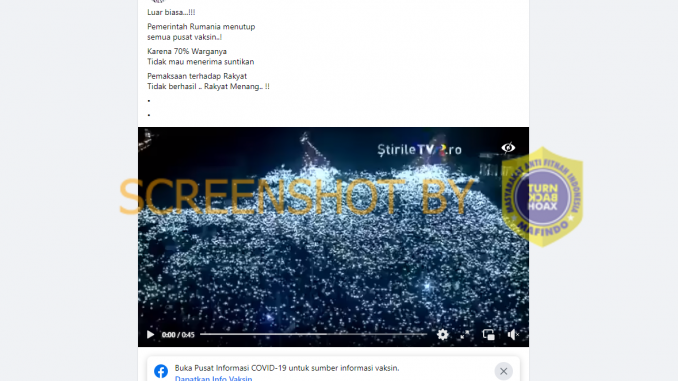 Luar biasa...!!!
Pemerintah Rumania menutup
semua pusat vaksin..!
Karena 70% Warganya
Tidak mau menerima suntikan
Pemaksaan terhadap Rakyat
Tidak berhasil .. Rakyat Menang.. !!
•
•
ȘtirileTV .ro
SCREENSHOT BY
MASYARAKAT ANTI FITNAH INDONESIA
TURN
BACK
HOAX
MAFINDO
0:00 / 0:45
Buka Pusat Informasi COVID-19 untuk sumber informasi vaksin.
Dapatkan Info Vaksin